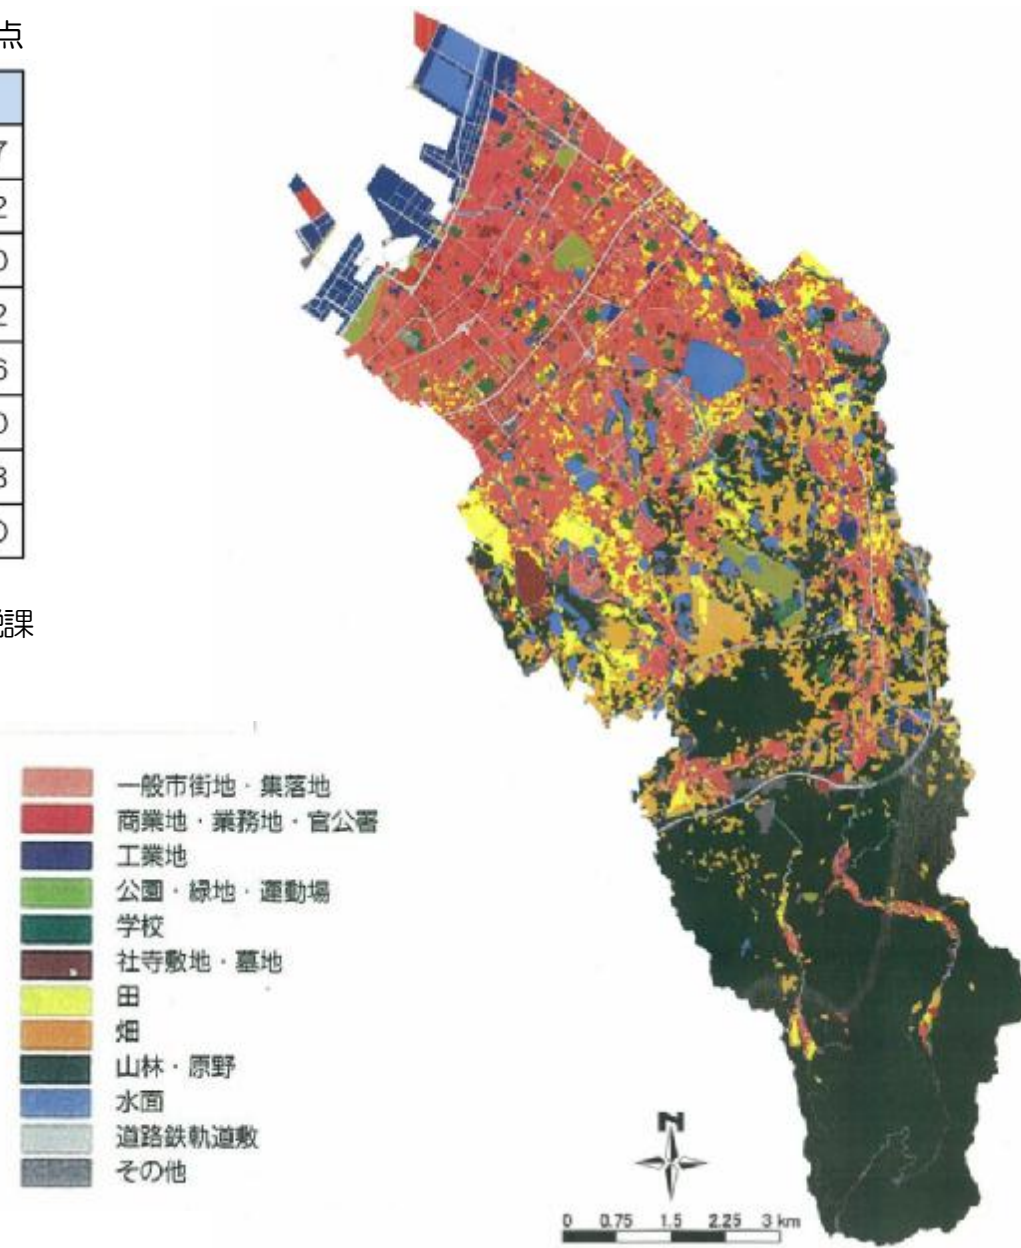 点
7
2
0
2
6
0
3
0
課
一般市街地・集落地
商業地・業務地・官公署
工業地
公園・緑地・運動場
学校
社寺敷地・墓地
田
畑
山林・原野
水面
道路鉄軌道敷
その他
N
0 0.75 1.5 2.25 3 km